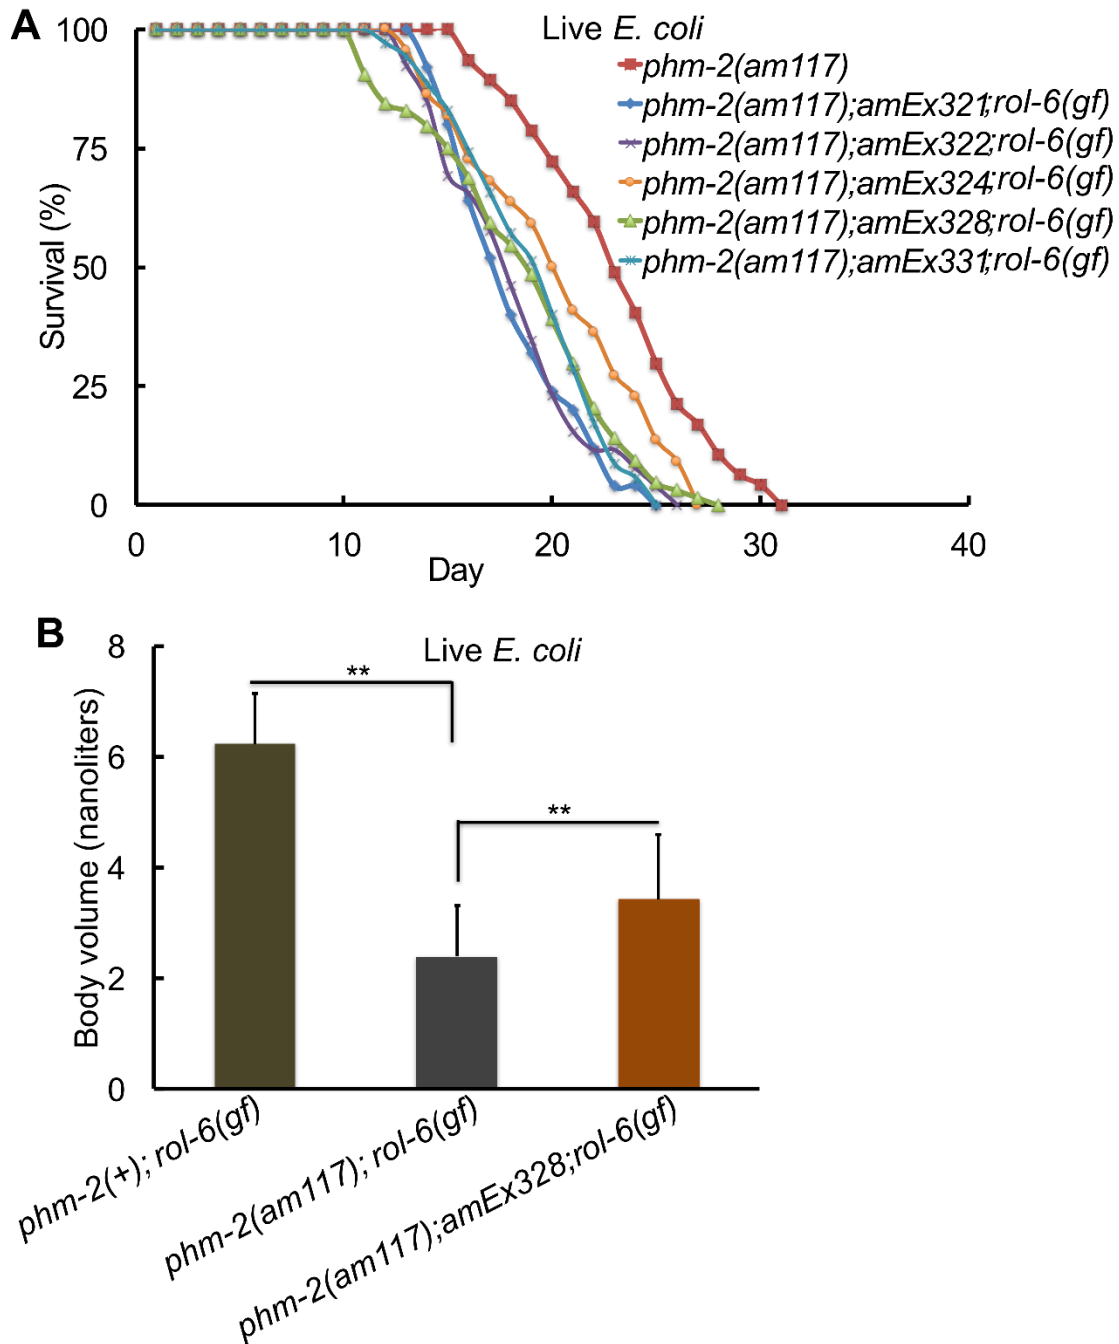 A
Live E. coli
phm-2(am117)
phm-2(am117);amEx321;rol-6(gf)
phm-2(am117);amEx322;rol-6(gf)
phm-2(am117);amEx324;rol-6(gf)
phm-2(am117);amEx328;rol-6(gf)
phm-2(am117);amEx331;rol-6(gf)
Survival (%)
100
75
50
25
0
0 10 20 30 40
Day
B
Live E. coli
Body volume (nanoliters)
8
6
4
2
0
**
**
phm-2(+); rol-6(gf)
phm-2(am117); rol-6(gf)
phm-2(am117);amEx328;rol-6(gf)